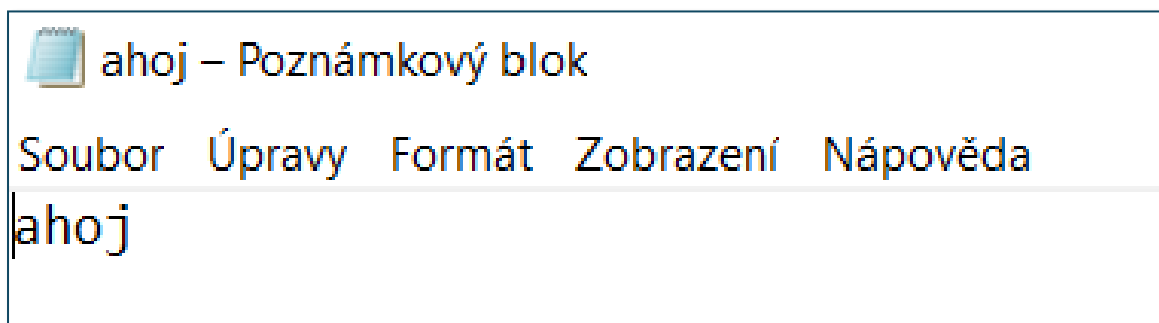 ahoj – Poznámkový blok
Soubor Úpravy Formát Zobrazení Nápověda
ahoj